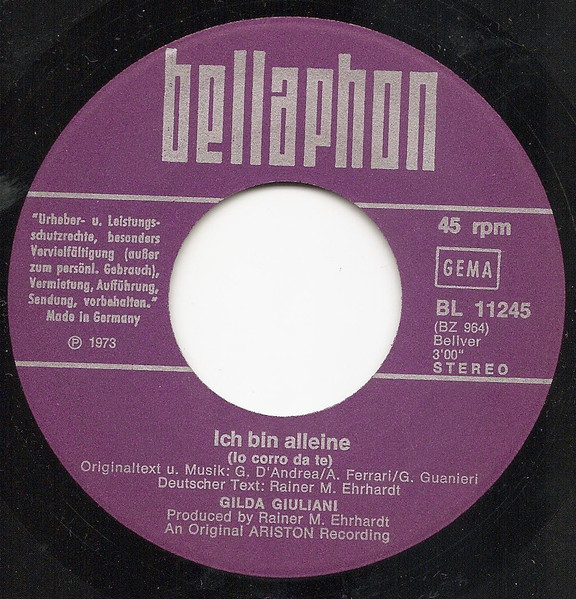 bellaphon
"Urheber- u. Leistungs-
schutzrechte, besonders
Vervielfältigung (außer
zum persönl. Gebrauch),
Vermietung, Aufführung,
Sendung, vorbehalten."
Made in Germany
℗ 1973
45 rpm
GEMA
BL 11245
(BZ 964)
Bellver
3'00"
STEREO
Ich bin alleine
(Io corro da te)
Originaltext u. Musik: G. D'Andrea/A. Ferrari/G. Guanieri
Deutscher Text: Rainer M. Ehrhardt
GILDA GIULIANI
Produced by Rainer M. Ehrhardt
An Original ARISTON Recording